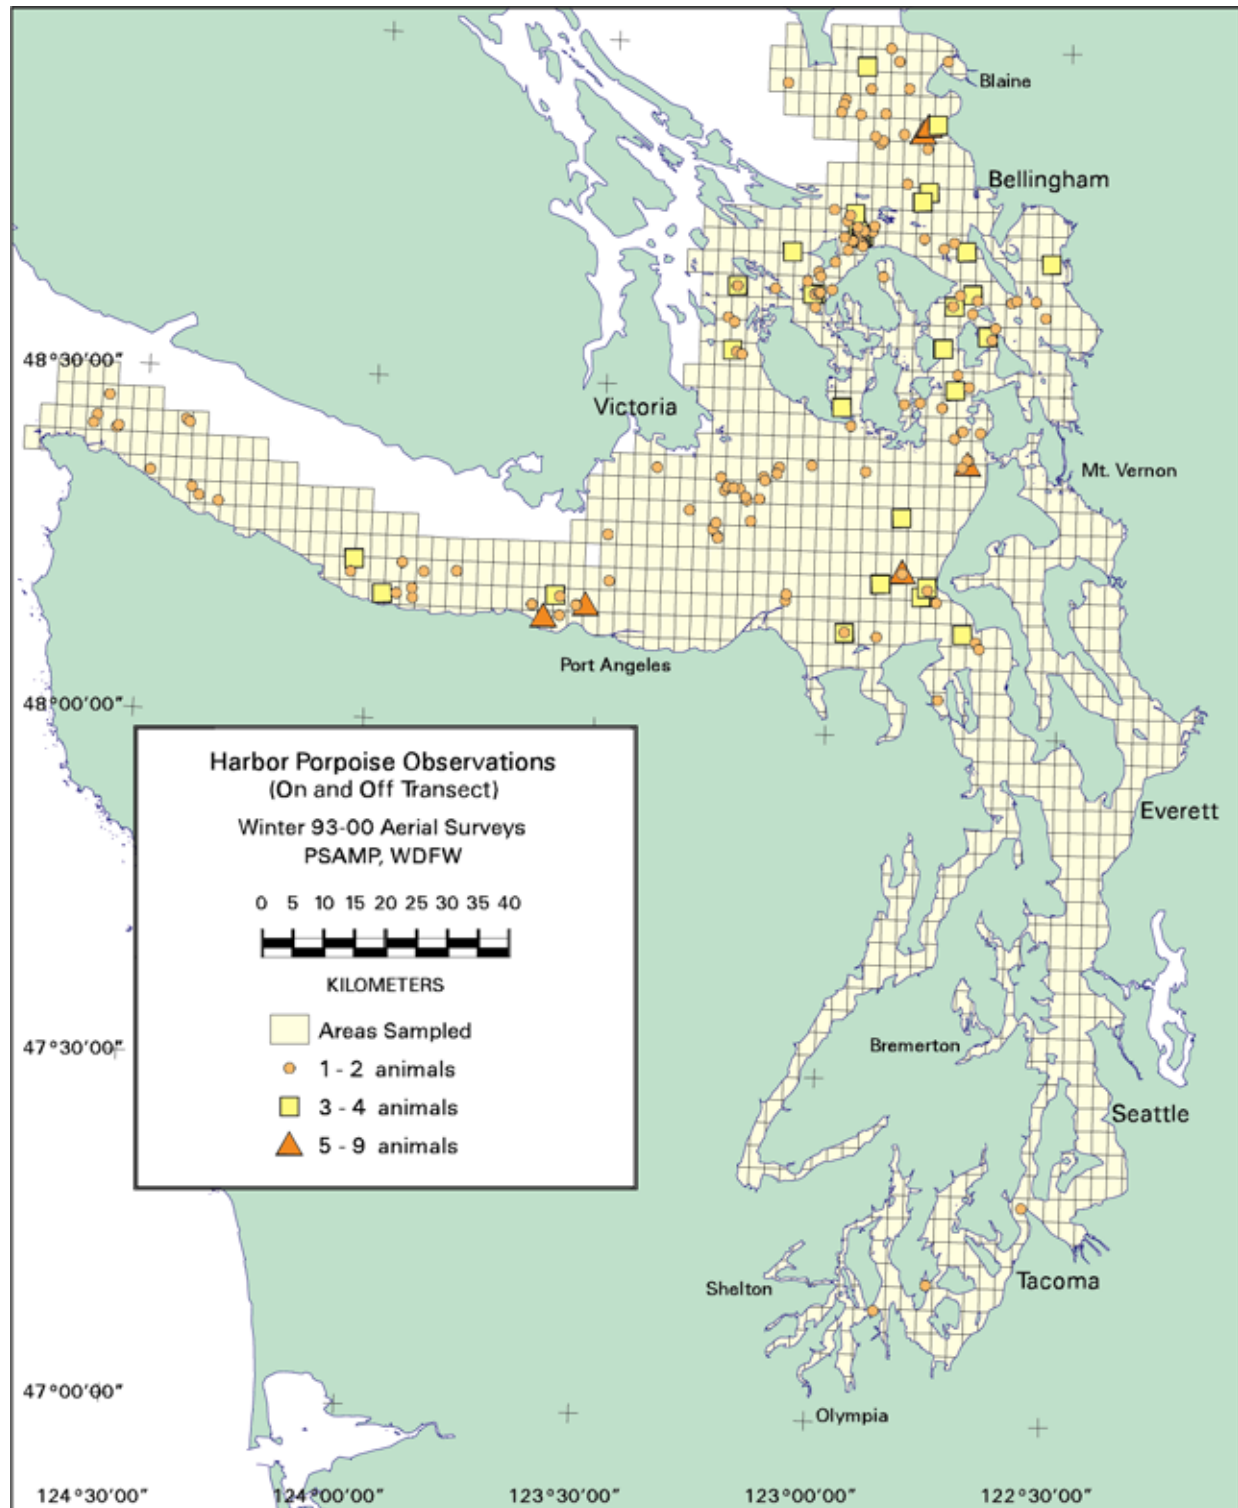 Blaine
Bellingham
48°30'00"
Victoria
Mt. Vernon
Port Angeles
48°00'00"
Harbor Porpoise Observations
(On and Off Transect)
Winter 93-00 Aerial Surveys
PSAMP, WDFW
0 5 10 15 20 25 30 35 40
KILOMETERS
Areas Sampled
1 - 2 animals
3 - 4 animals
5 - 9 animals
Everett
47°30'00"
Bremerton
Seattle
Shelton
Tacoma
47°00'00"
Olympia
124°30'00" 124°00'00" 123°30'00" 123°00'00" 122°30'00"